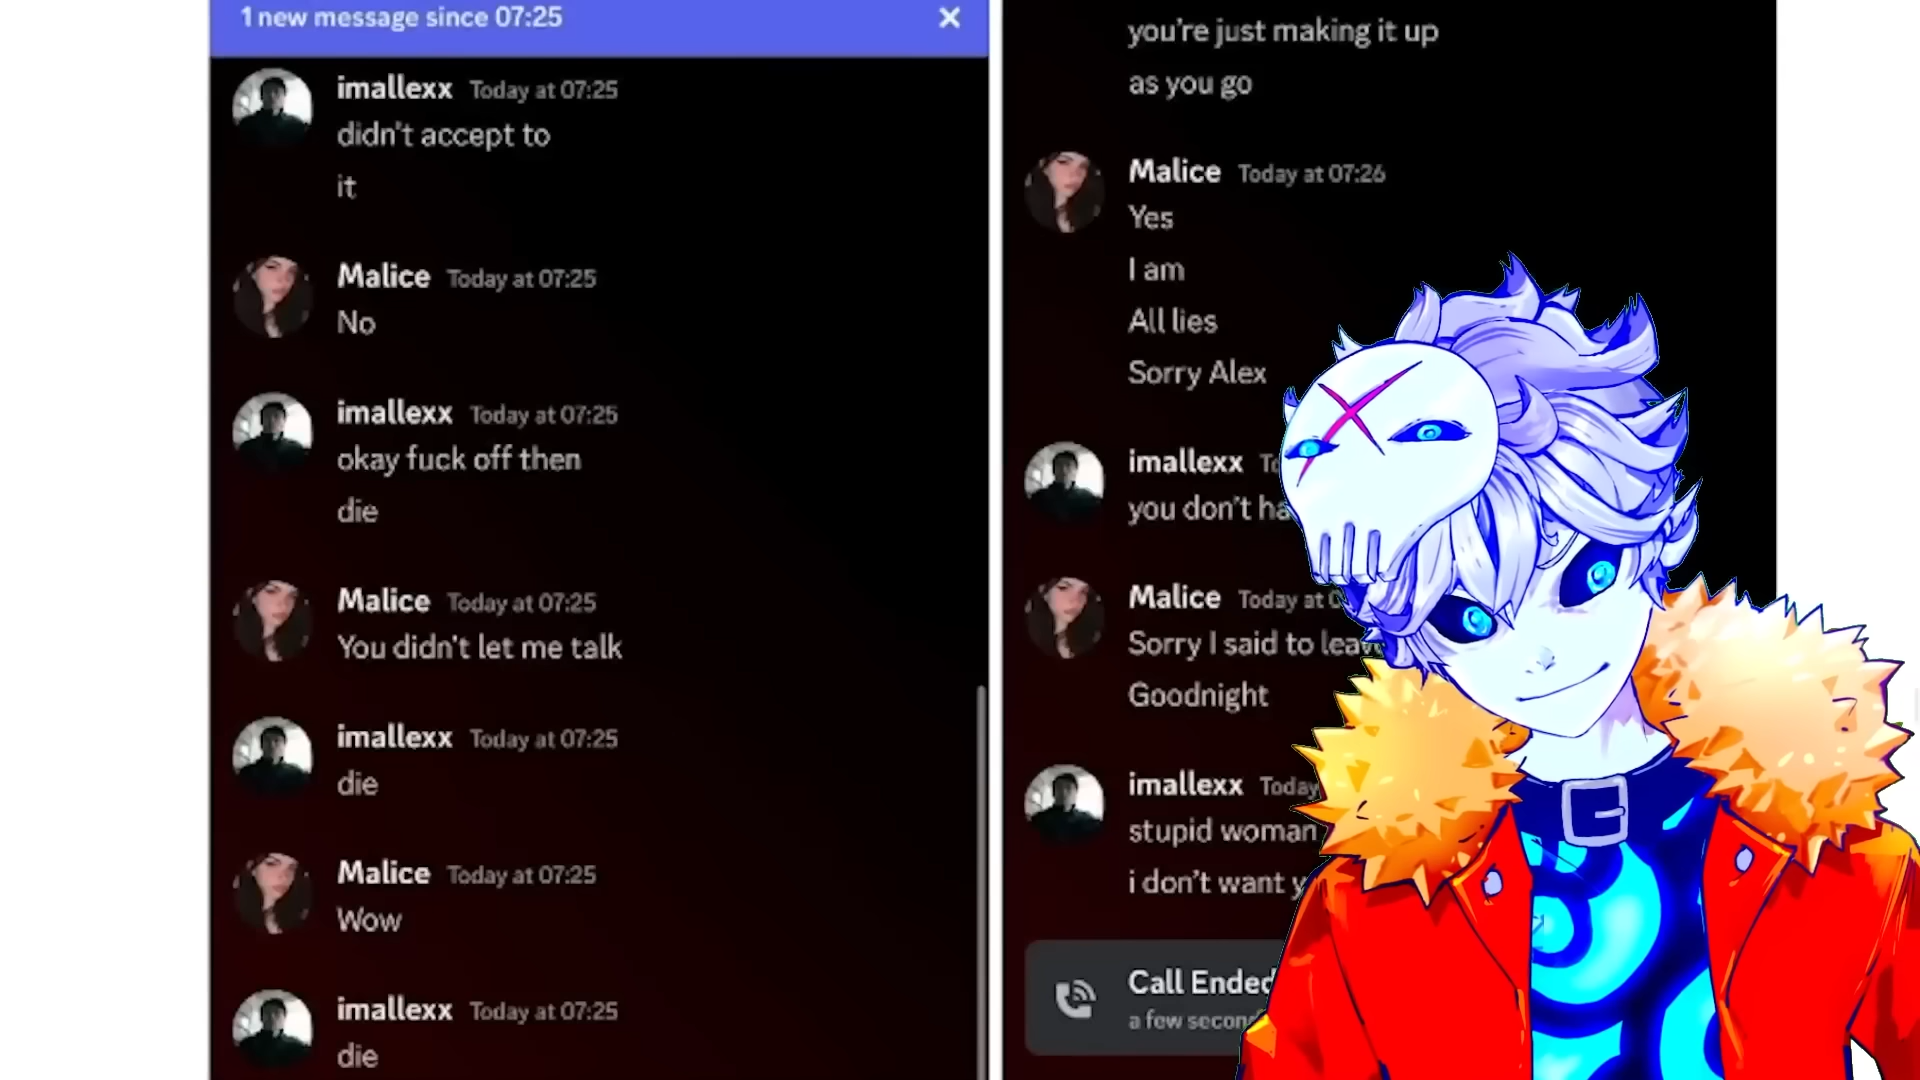 1 new message since 07:25
imallexx Today at 07:25
didn't accept to
it
Malice Today at 07:25
No
imallexx Today at 07:25
okay fuck off then
die
Malice Today at 07:25
You didn't let me talk
imallexx Today at 07:25
die
Malice Today at 07:25
Wow
imallexx Today at 07:25
die
you're just making it up
as you go
Malice Today at 07:26
Yes
I am
All lies
Sorry Alex
imallexx
you don't
Malice Today at
Sorry I said to
Goodnight
imallexx Today
stupid woman
i don't want
Call Ended
a few